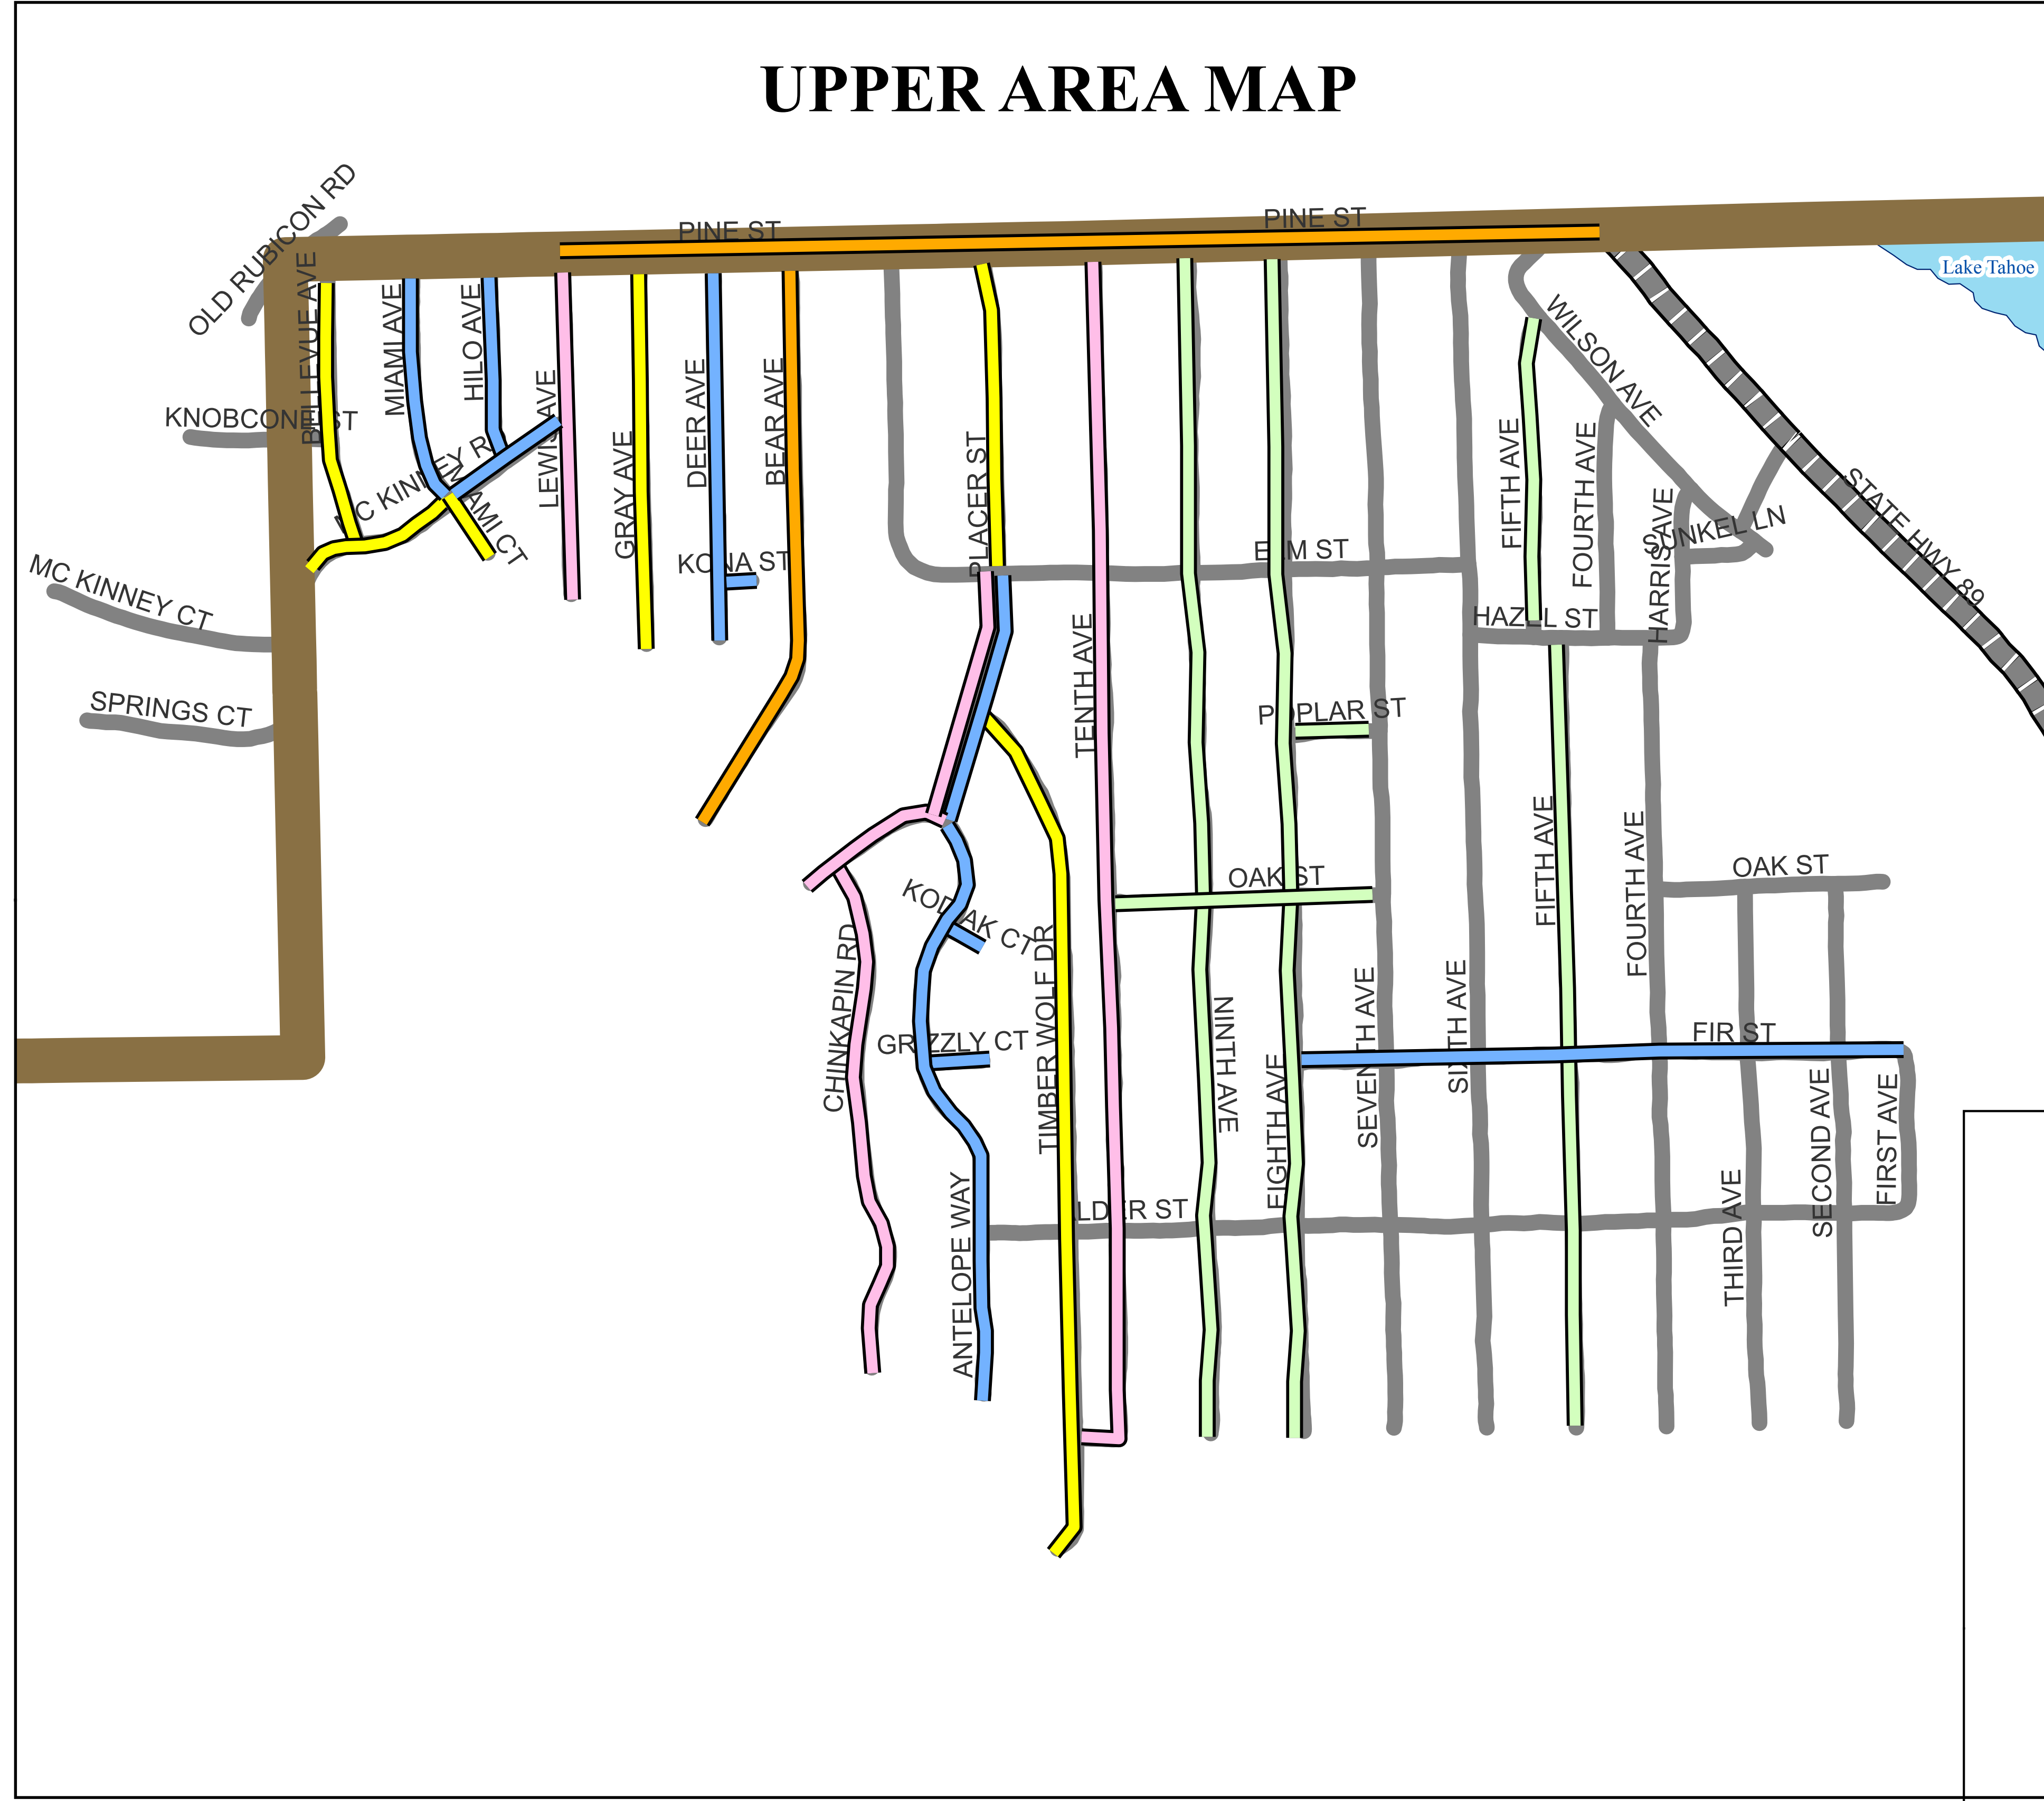 UPPER AREA MAP
OLD RUBICON RD
PINE ST
PINE ST
Lake Tahoe
BELLEVUE AVE
MIAMI AVE
HILO AVE
LEWIS AVE
GRAY AVE
DEER AVE
BEAR AVE
PLACER ST
WILSON AVE
KNOBCONE ST
FIFTH AVE
FOURTH AVE
HARRIS AVE
SUNKEL LN
STATE HWY 89
MIAMI CT
KONA ST
ELM ST
MC KINNEY CT
HAZEL ST
SPRINGS CT
TENTH AVE
POPLAR ST
FIFTH AVE
FOURTH AVE
OAK ST
OAK ST
KODIAK CT
CHINKAPIN RD
TIMBER WOLF DR
GRIZZLY CT
NINTH AVE
EIGHTH AVE
SEVENTH AVE
SIXTH AVE
FIR ST
ANTELOPE WAY
ALDER ST
THIRD AVE
SECOND AVE
FIRST AVE